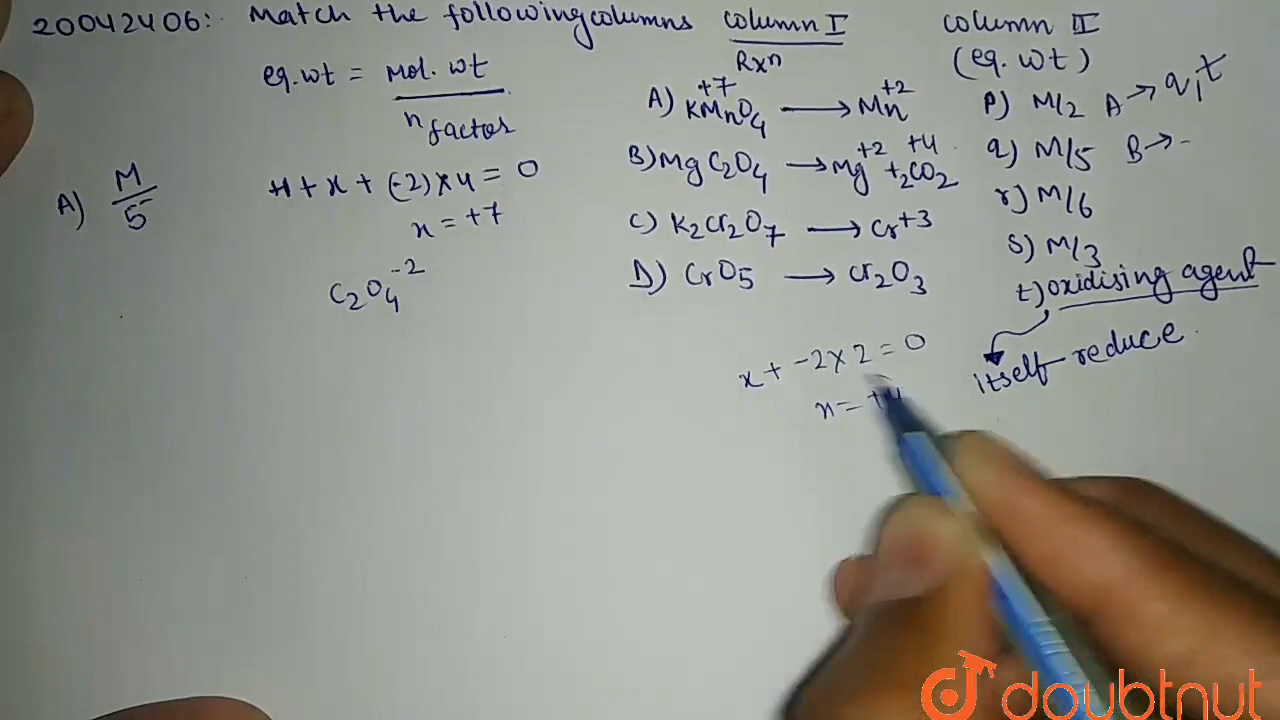 20042406: Match the following columns column I column II
Rxn (eq. wt)
eq.wt = Mol. wt
n factor
A) KMnO4 → Mn+2
+7
p) M/2 A → q, t
B) MgC2O4 → Mg+2 + 2CO2
+4
q) M/5 B → -
r) M/6
C) K2Cr2O7 → Cr+3
s) M/3
D) CrO5 → Cr2O3
t) oxidising agent
itself reduce.
A) M
5
+1 + x + (-2)×4 = 0
x = +7
C2O4-2
x + -2×2 = 0
x = +4
doubtnut